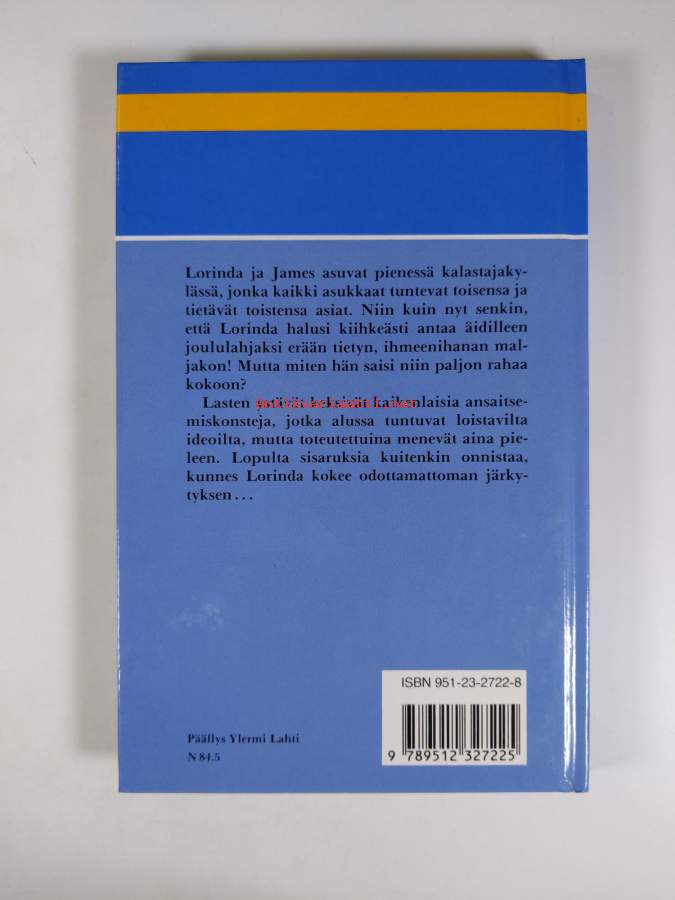 Lorinda ja James asuvat pienessä kalastajaky-
lässä, jonka kaikki asukkaat tuntevat toisensa ja
tietävät toistensa asiat. Niin kuin nyt senkin,
että Lorinda halusi kiihkeästi antaa äidilleen
joululahjaksi erään tietyn, ihmeenihanan mal-
jakon! Mutta miten hän saisi niin paljon rahaa
kokoon?
Lasten ystävät keksivät kaikenlaisia ansaitse-
miskonsteja, jotka alussa tuntuvat loistavilta
ideoilta, mutta toteutettuina menevät aina pie-
leen. Lopulta sisaruksia kuitenkin onnistaa,
kunnes Lorinda kokee odottamattoman järky-
tyksen...
ISBN 951-23-2722-8
9 789512 327225
Päällys Ylermi Lahti
N 84.5